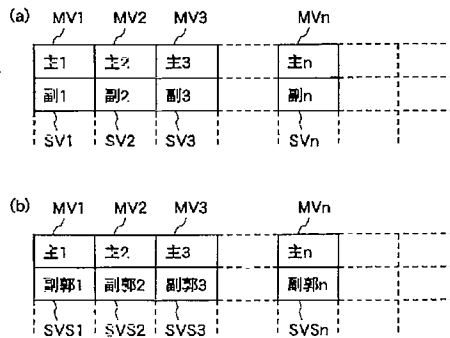 (a) MV1 MV2 MV3 MVn
主1 主2 主3 主n
副1 副2 副3 副n
SV1 SV2 SV3 SVn
(b) MV1 MV2 MV3 MVn
主1 主2 主3 主n
副郭1 副郭2 副郭3 副郭n
SVS1 SVS2 SVS3 SVSn